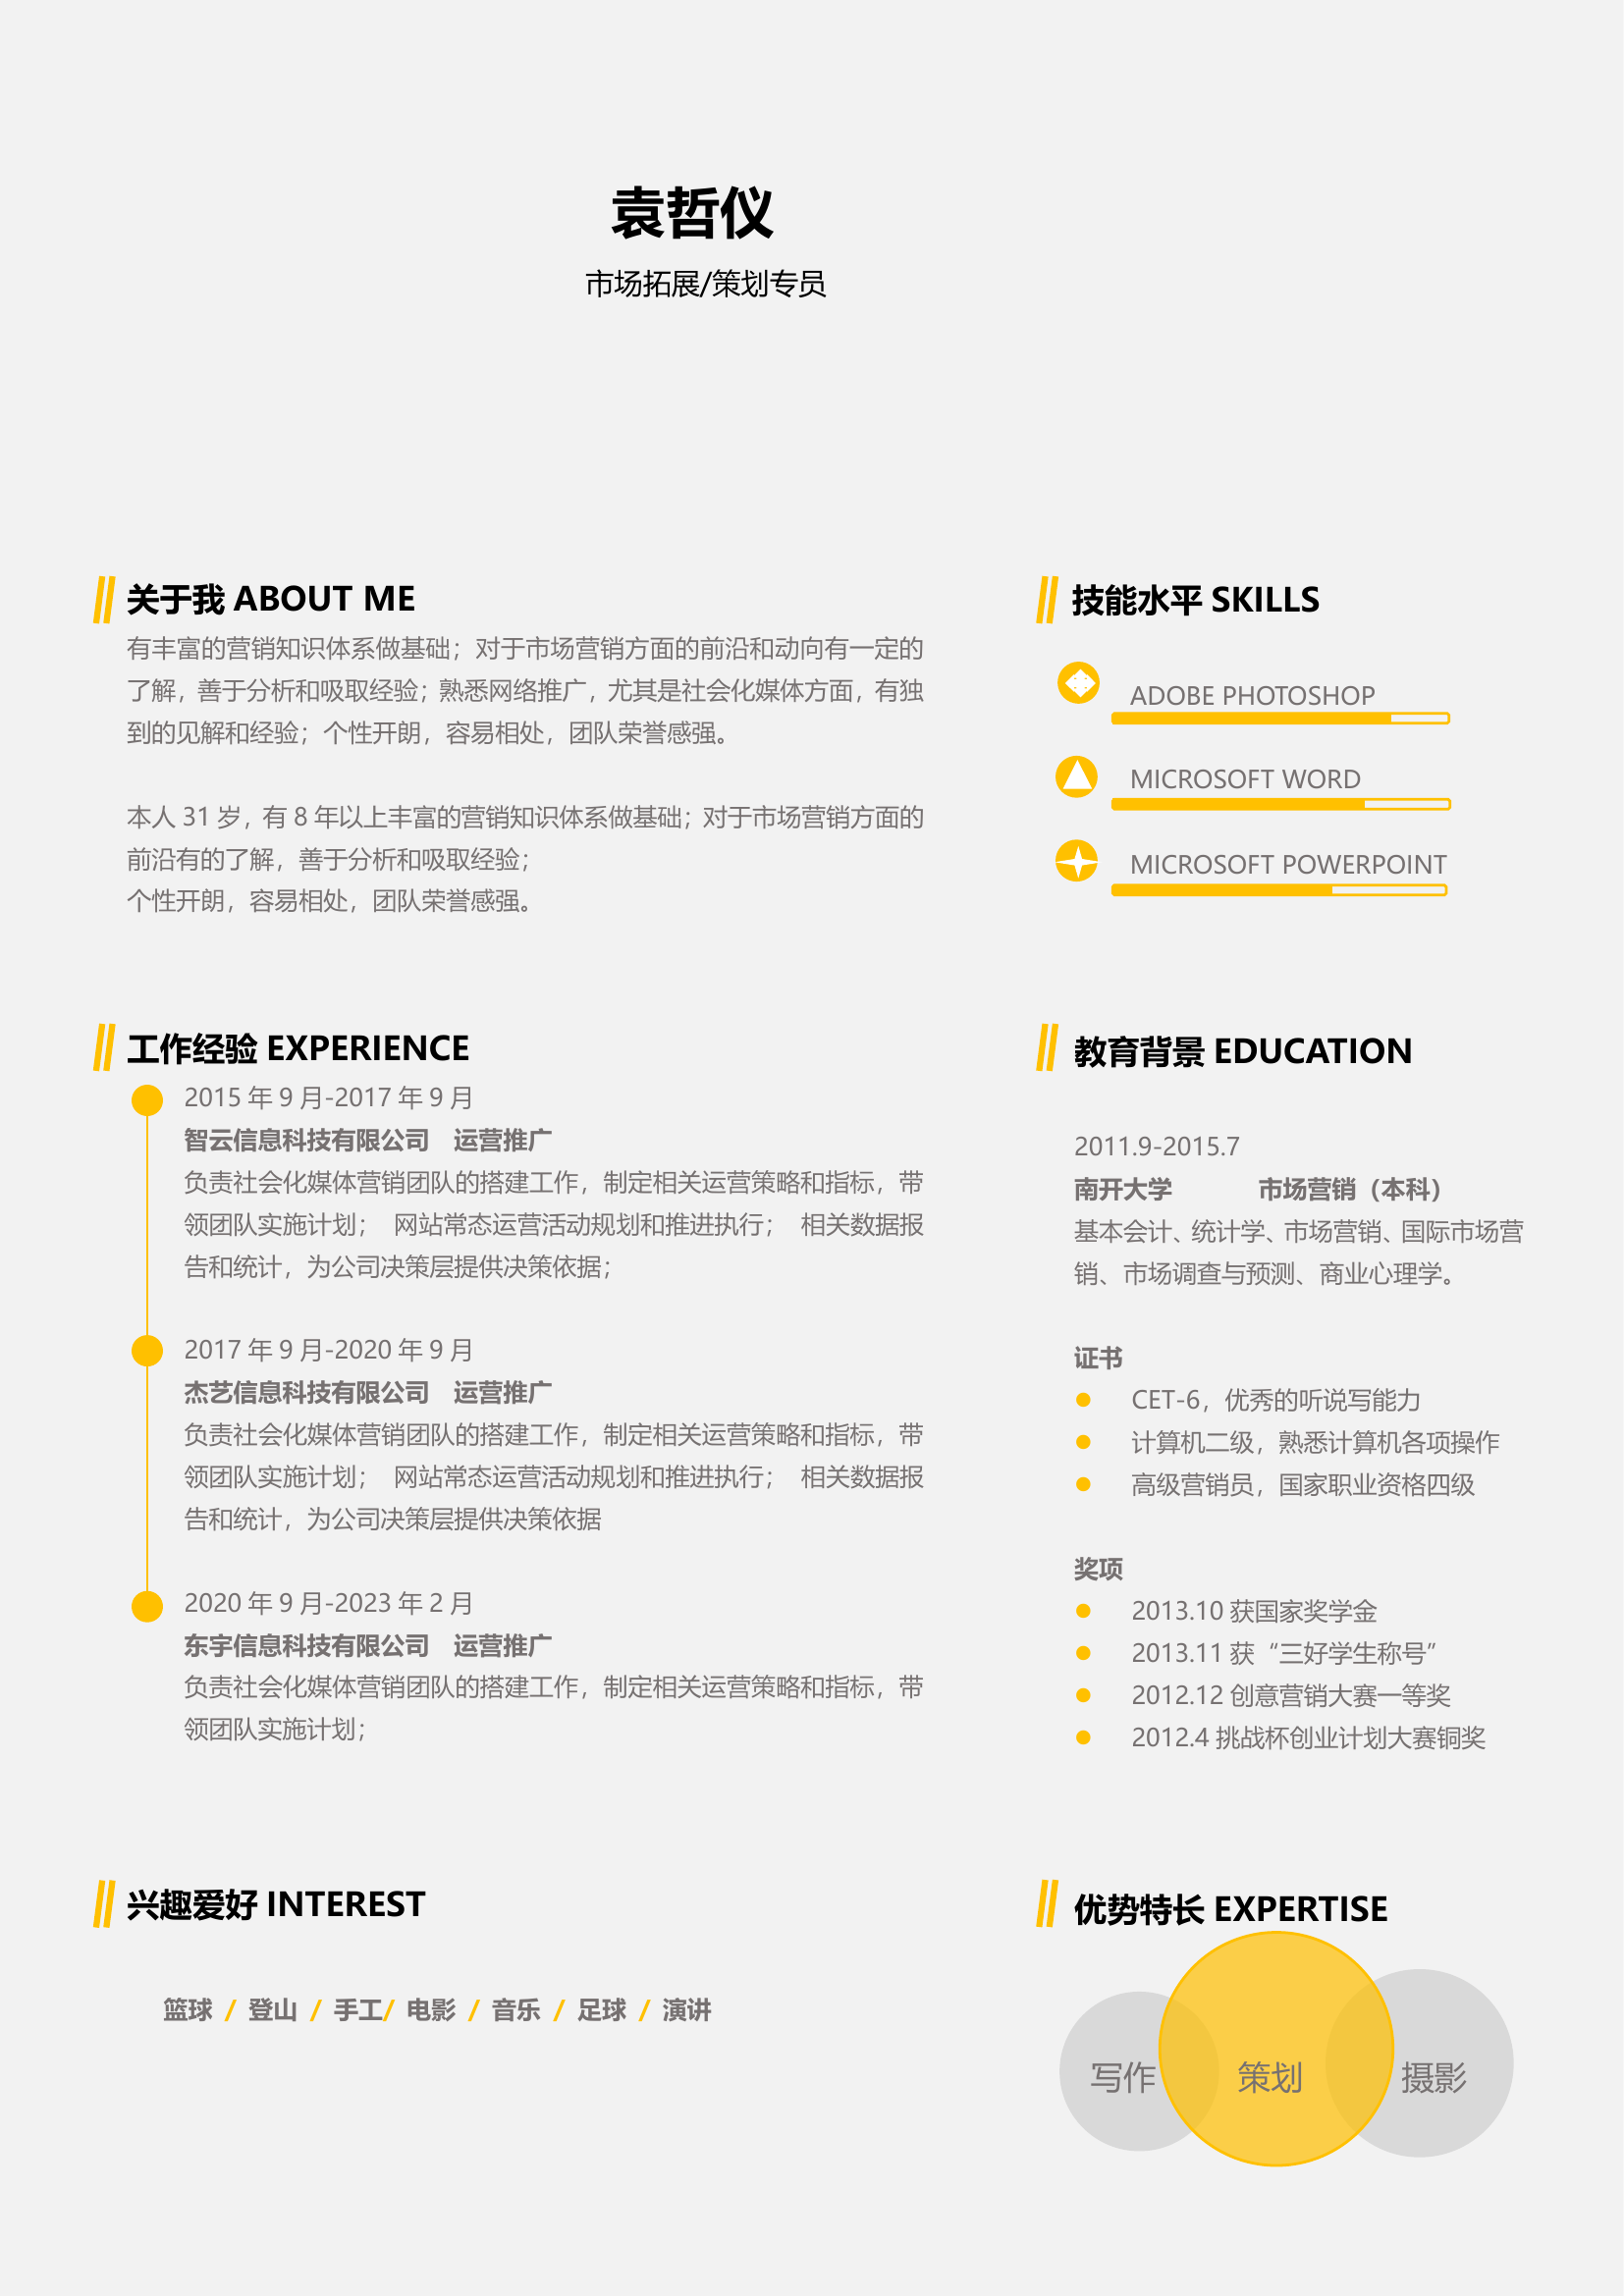 袁哲仪
市场拓展/策划专员
关于我 ABOUT ME
有丰富的营销知识体系做基础；对于市场营销方面的前沿和动向有一定的
了解，善于分析和吸取经验；熟悉网络推广，尤其是社会化媒体方面，有独
到的见解和经验；个性开朗，容易相处，团队荣誉感强。
本人 31 岁，有 8 年以上丰富的营销知识体系做基础；对于市场营销方面的
前沿有的了解，善于分析和吸取经验；
个性开朗，容易相处，团队荣誉感强。
技能水平 SKILLS
ADOBE PHOTOSHOP
MICROSOFT WORD
MICROSOFT POWERPOINT
工作经验 EXPERIENCE
2015 年 9 月-2017 年 9 月
智云信息科技有限公司 运营推广
负责社会化媒体营销团队的搭建工作，制定相关运营策略和指标，带
领团队实施计划； 网站常态运营活动规划和推进执行； 相关数据报
告和统计，为公司决策层提供决策依据；
2017 年 9 月-2020 年 9 月
杰艺信息科技有限公司 运营推广
负责社会化媒体营销团队的搭建工作，制定相关运营策略和指标，带
领团队实施计划； 网站常态运营活动规划和推进执行； 相关数据报
告和统计，为公司决策层提供决策依据
2020 年 9 月-2023 年 2 月
东宇信息科技有限公司 运营推广
负责社会化媒体营销团队的搭建工作，制定相关运营策略和指标，带
领团队实施计划；
教育背景 EDUCATION
2011.9-2015.7
南开大学 市场营销（本科）
基本会计、统计学、市场营销、国际市场营
销、市场调查与预测、商业心理学。
证书
CET-6，优秀的听说写能力
计算机二级，熟悉计算机各项操作
高级营销员，国家职业资格四级
奖项
2013.10 获国家奖学金
2013.11 获“三好学生称号”
2012.12 创意营销大赛一等奖
2012.4 挑战杯创业计划大赛铜奖
兴趣爱好 INTEREST
篮球 / 登山 / 手工/ 电影 / 音乐 / 足球 / 演讲
优势特长 EXPERTISE
写作 策划 摄影